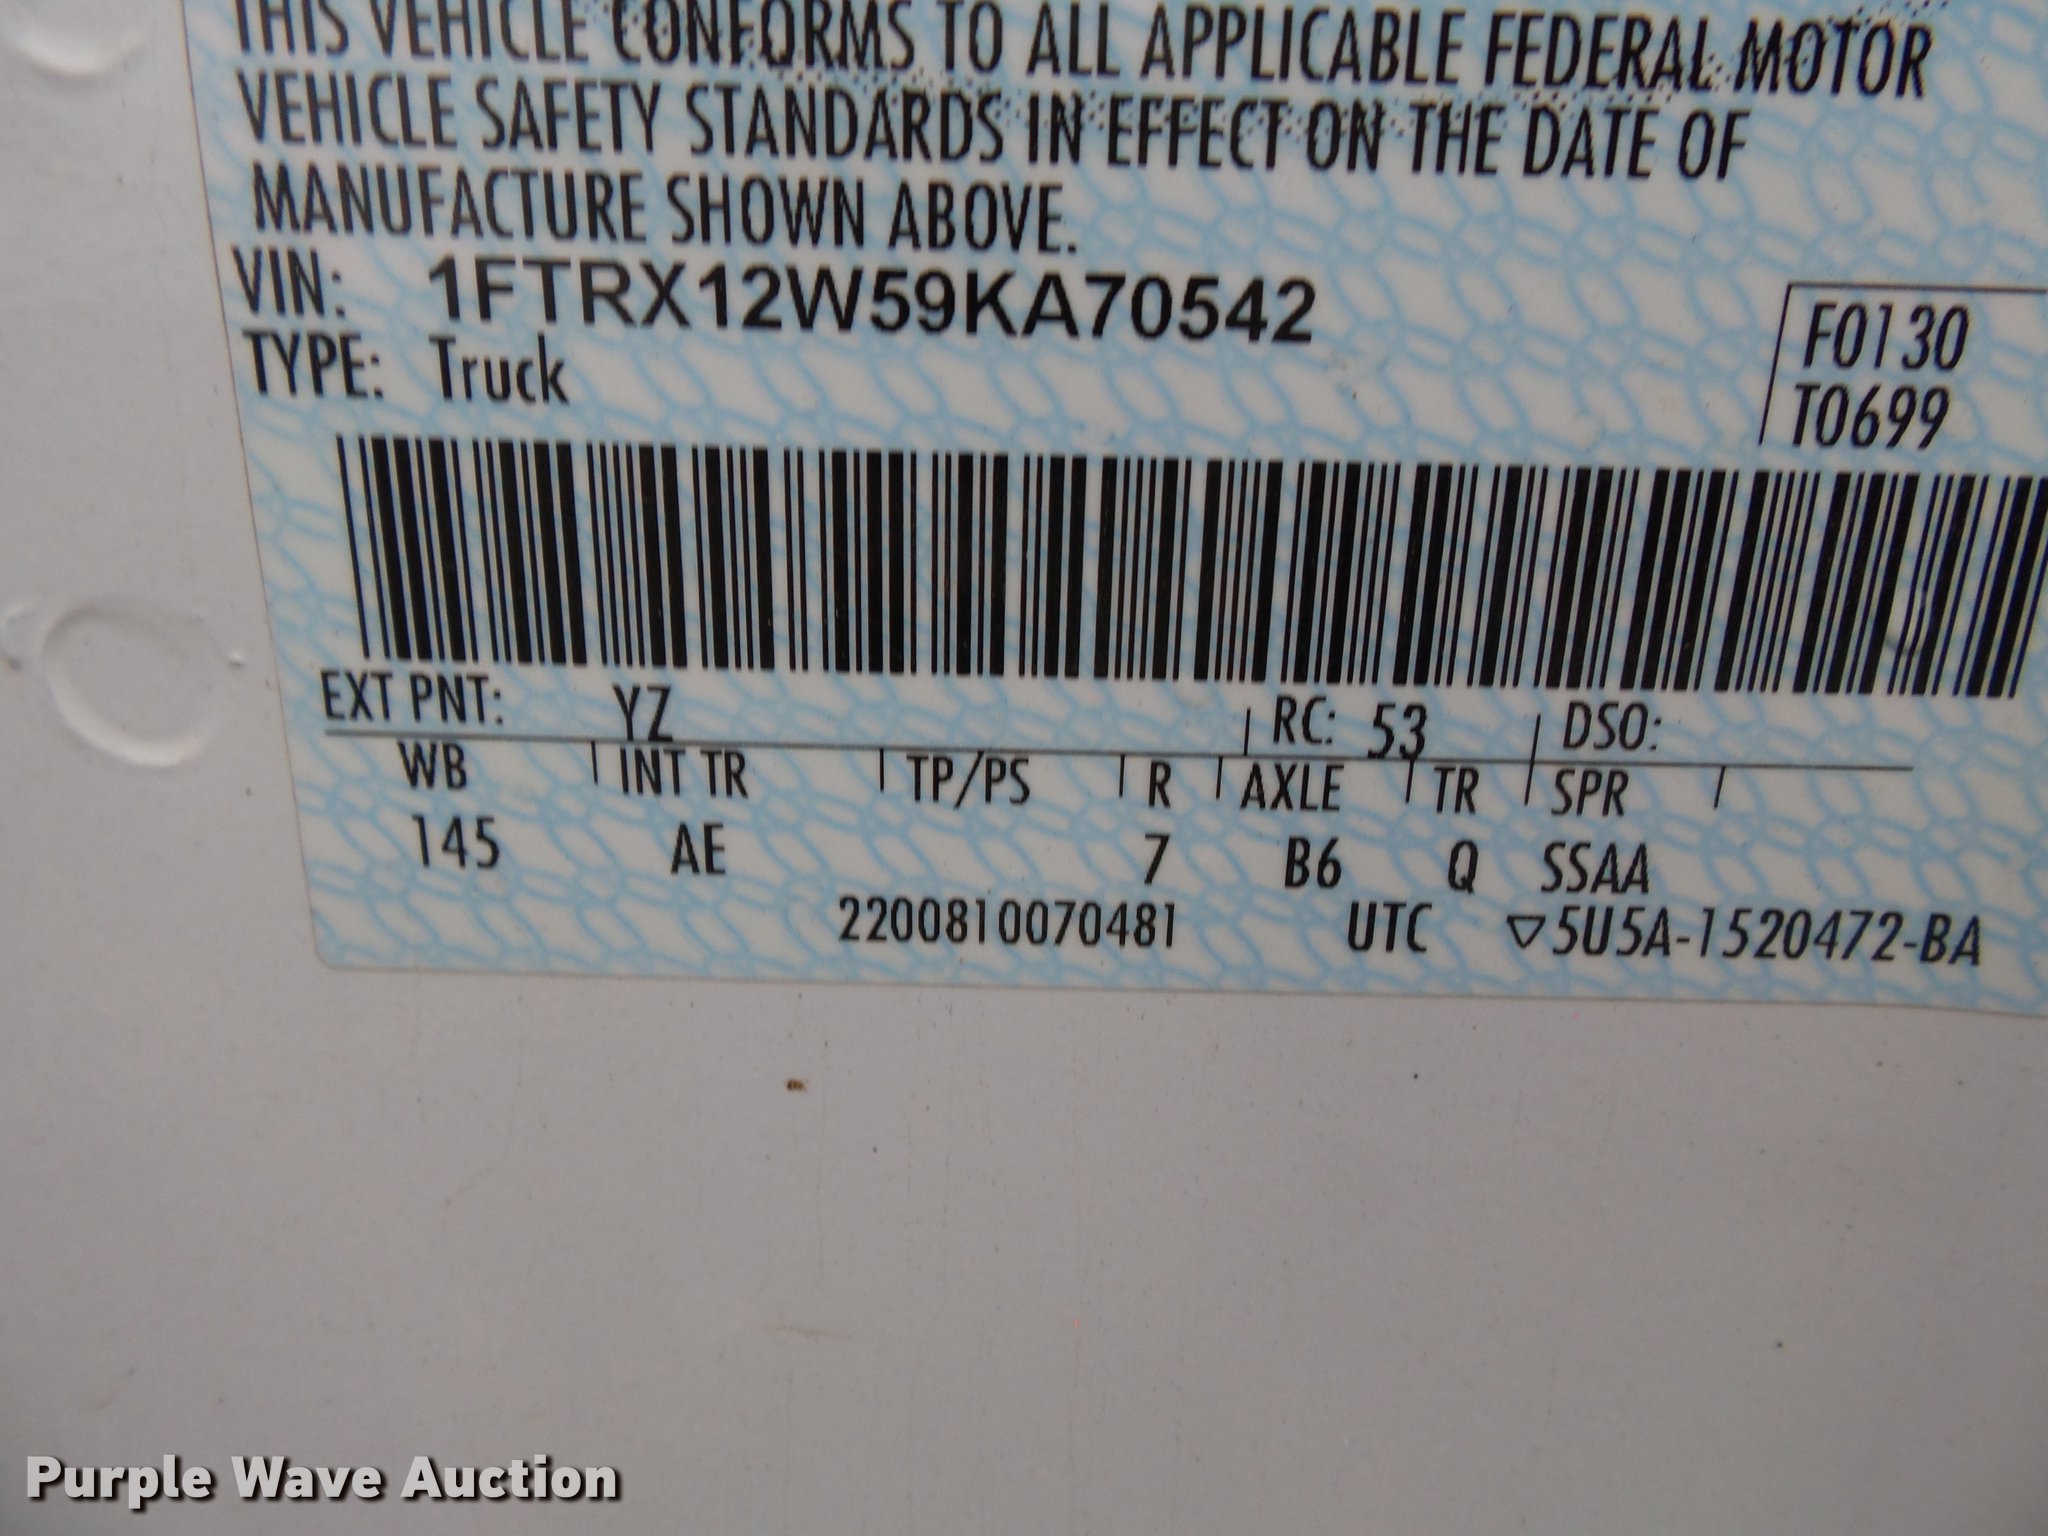 THIS VEHICLE CONFORMS TO ALL APPLICABLE FEDERAL MOTOR
VEHICLE SAFETY STANDARDS IN EFFECT ON THE DATE OF
MANUFACTURE SHOWN ABOVE.
VIN: 1FTRX12W59KA70542
TYPE: Truck
F0130
T0699
EXT PNT: YZ RC: 53 DSO:
WB INT TR TP/PS R AXLE TR SPR
145 AE 7 B6 Q SSAA
2200810070481 UTC ▽5U5A-1520472-BA
Purple Wave Auction